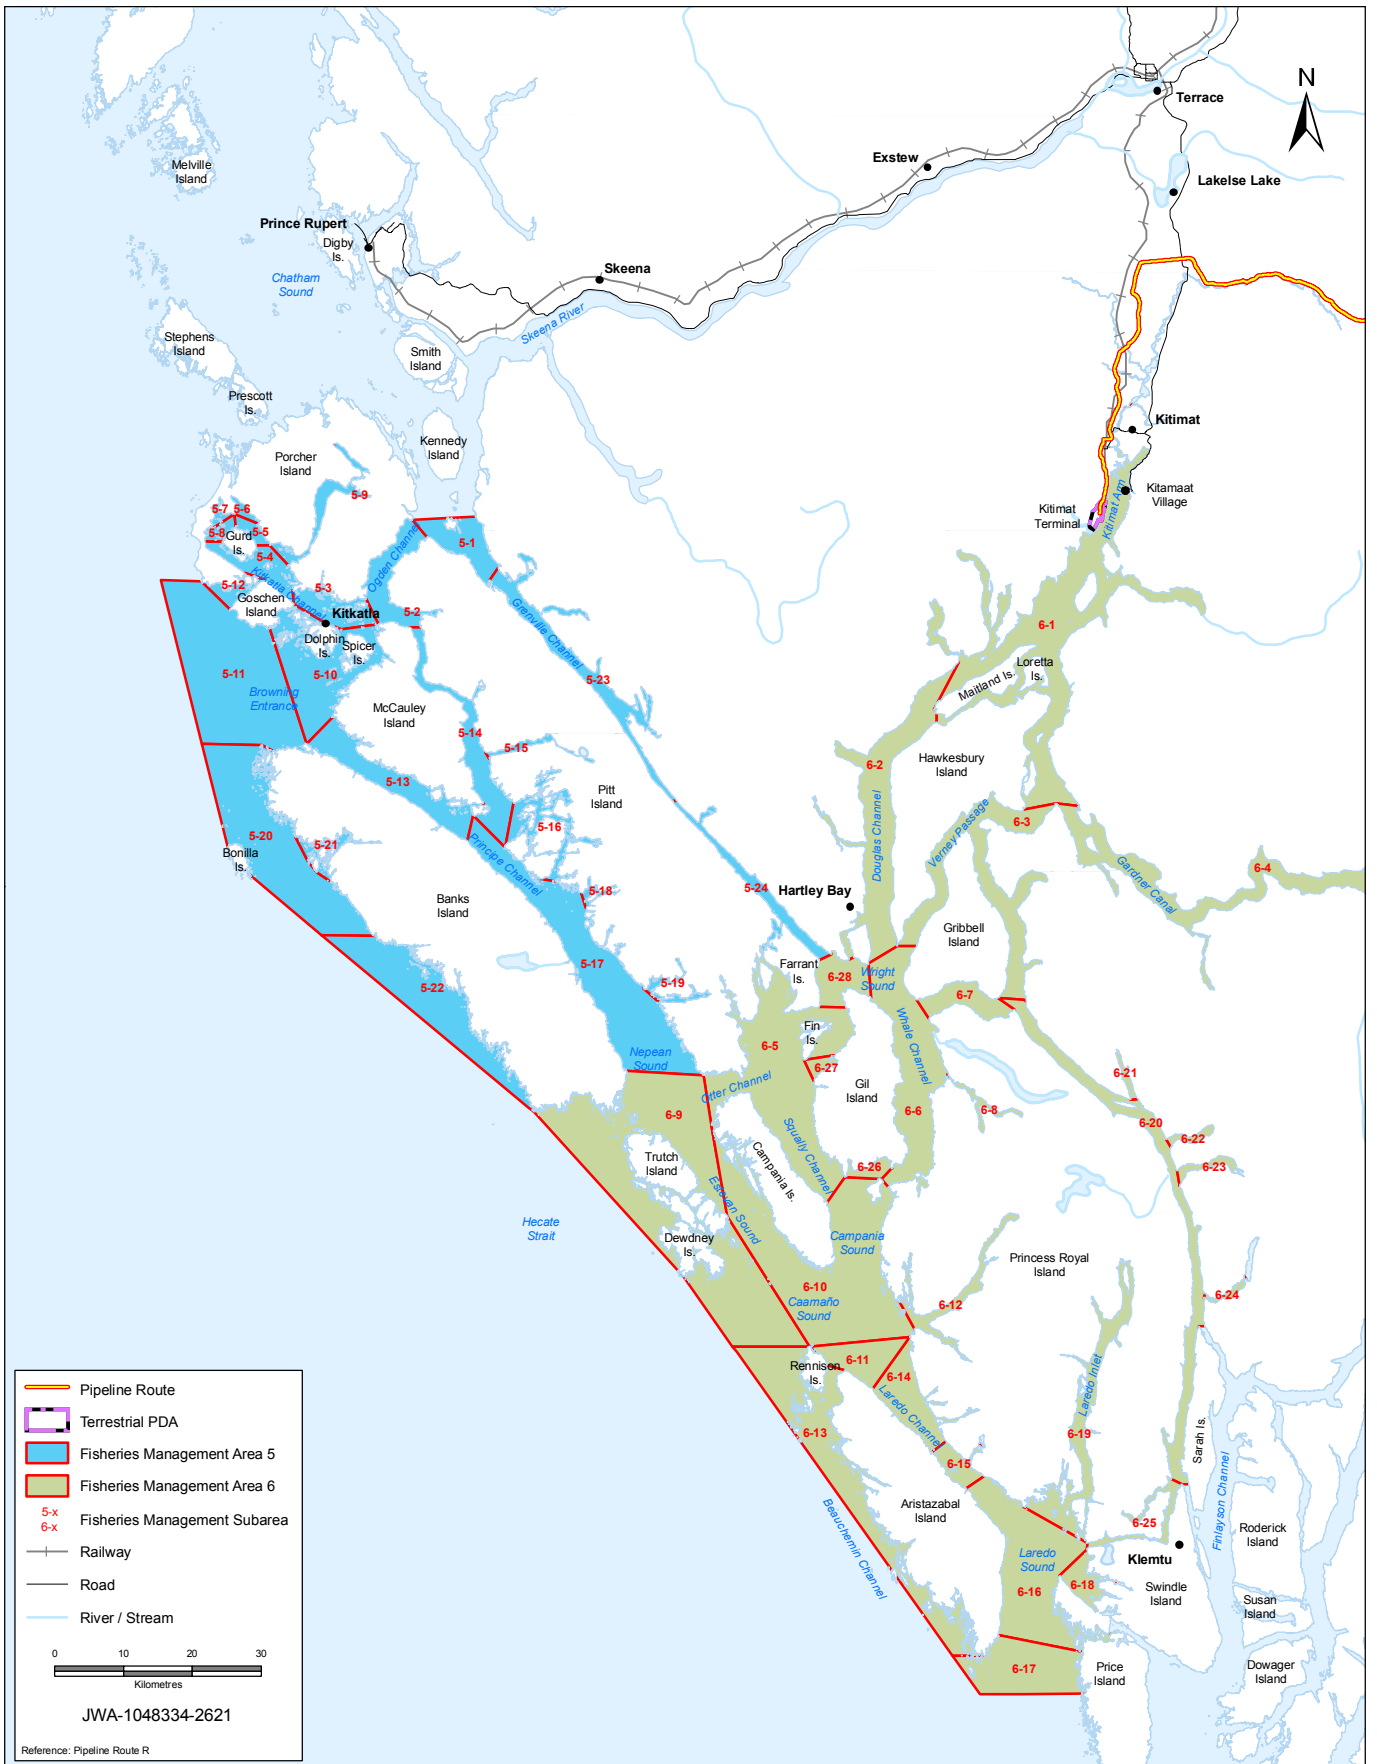 N
Terrace
Exstew
Lakelse Lake
Melville
Island
Prince Rupert
Digby
Is.
Chatham
Sound
Skeena
Skeena River
Stephens
Island
Smith
Island
Prescott
Is.
Kennedy
Island
Porcher
Island
Kitimat
Kitamaat
Village
Kitimat
Terminal
Kitimat Arm
5-9
5-7
5-6
5-8
5-5
Gurd
Is.
5-4
5-1
Ogden Channel
Kitkatla Channel
5-12
5-3
Goschen
Island
Kitkatla
5-2
Grenville Channel
Dolphin
Is.
Spicer
Is.
6-1
5-11
5-10
5-23
Loretta
Is.
Maitland Is.
Browning
Entrance
McCauley
Island
5-14
5-15
Hawkesbury
Island
6-2
5-13
Pitt
Island
6-3
Douglas Channel
Verney Passage
5-20
5-21
5-16
Bonilla
Is.
Principe Channel
Gardner Canal
6-4
5-24
Hartley Bay
Banks
Island
5-18
Gribbell
Island
5-17
Farrant
Is.
6-28
Wright
Sound
5-22
5-19
6-7
Whale Channel
Fin
Is.
6-5
Nepean
Sound
6-27
Otter Channel
Gil
Island
6-21
6-9
6-6
6-8
6-20
Squally Channel
6-22
Trutch
Island
Campania Is.
6-26
6-23
Estevan Sound
Hecate
Strait
Dewdney
Is.
Campania
Sound
Princess Royal
Island
6-10
Caamaño
Sound
6-12
6-24
Rennison
Is.
6-11
6-14
Laredo Channel
Laredo Inlet
6-13
6-19
Sarah Is.
6-15
Finlayson Channel
Beauchemin Channel
Aristazabal
Island
6-25
Roderick
Island
Laredo
Sound
Klemtu
6-16
6-18
Swindle
Island
Susan
Island
6-17
Price
Island
Dowager
Island
Pipeline Route
Terrestrial PDA
Fisheries Management Area 5
Fisheries Management Area 6
5-x
6-x
Fisheries Management Subarea
Railway
Road
River / Stream
0 10 20 30
Kilometres
JWA-1048334-2621
Reference: Pipeline Route R